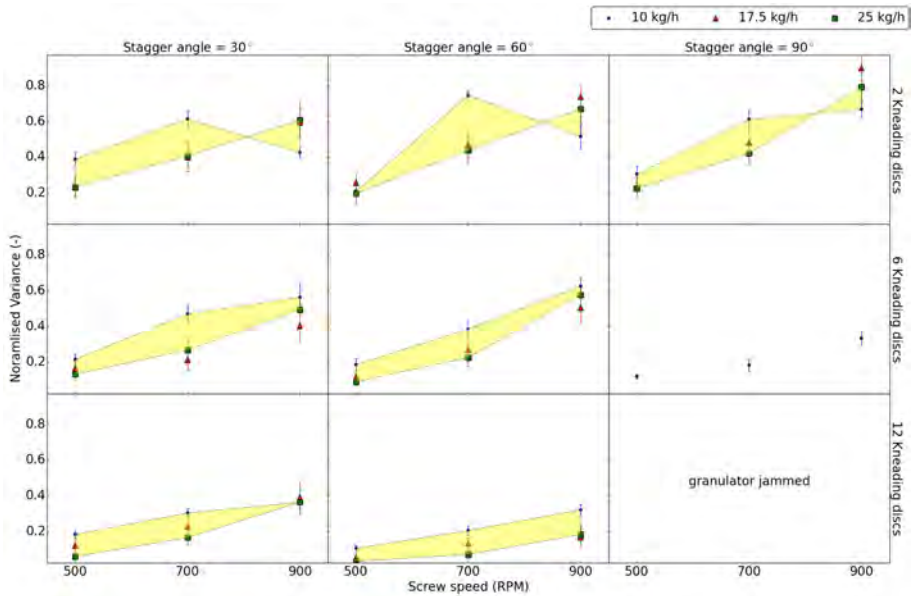 10 kg/h 17.5 kg/h 25 kg/h
Stagger angle = 30° Stagger angle = 60° Stagger angle = 90°
0.8
0.6
0.4
0.2
2 Kneading discs
0.8
0.6
0.4
0.2
6 Kneading discs
Noramlised Variance (-)
0.8
0.6
0.4
0.2
granulator jammed
12 Kneading discs
500 700 900 500 700 900 500 700 900
Screw speed (RPM)